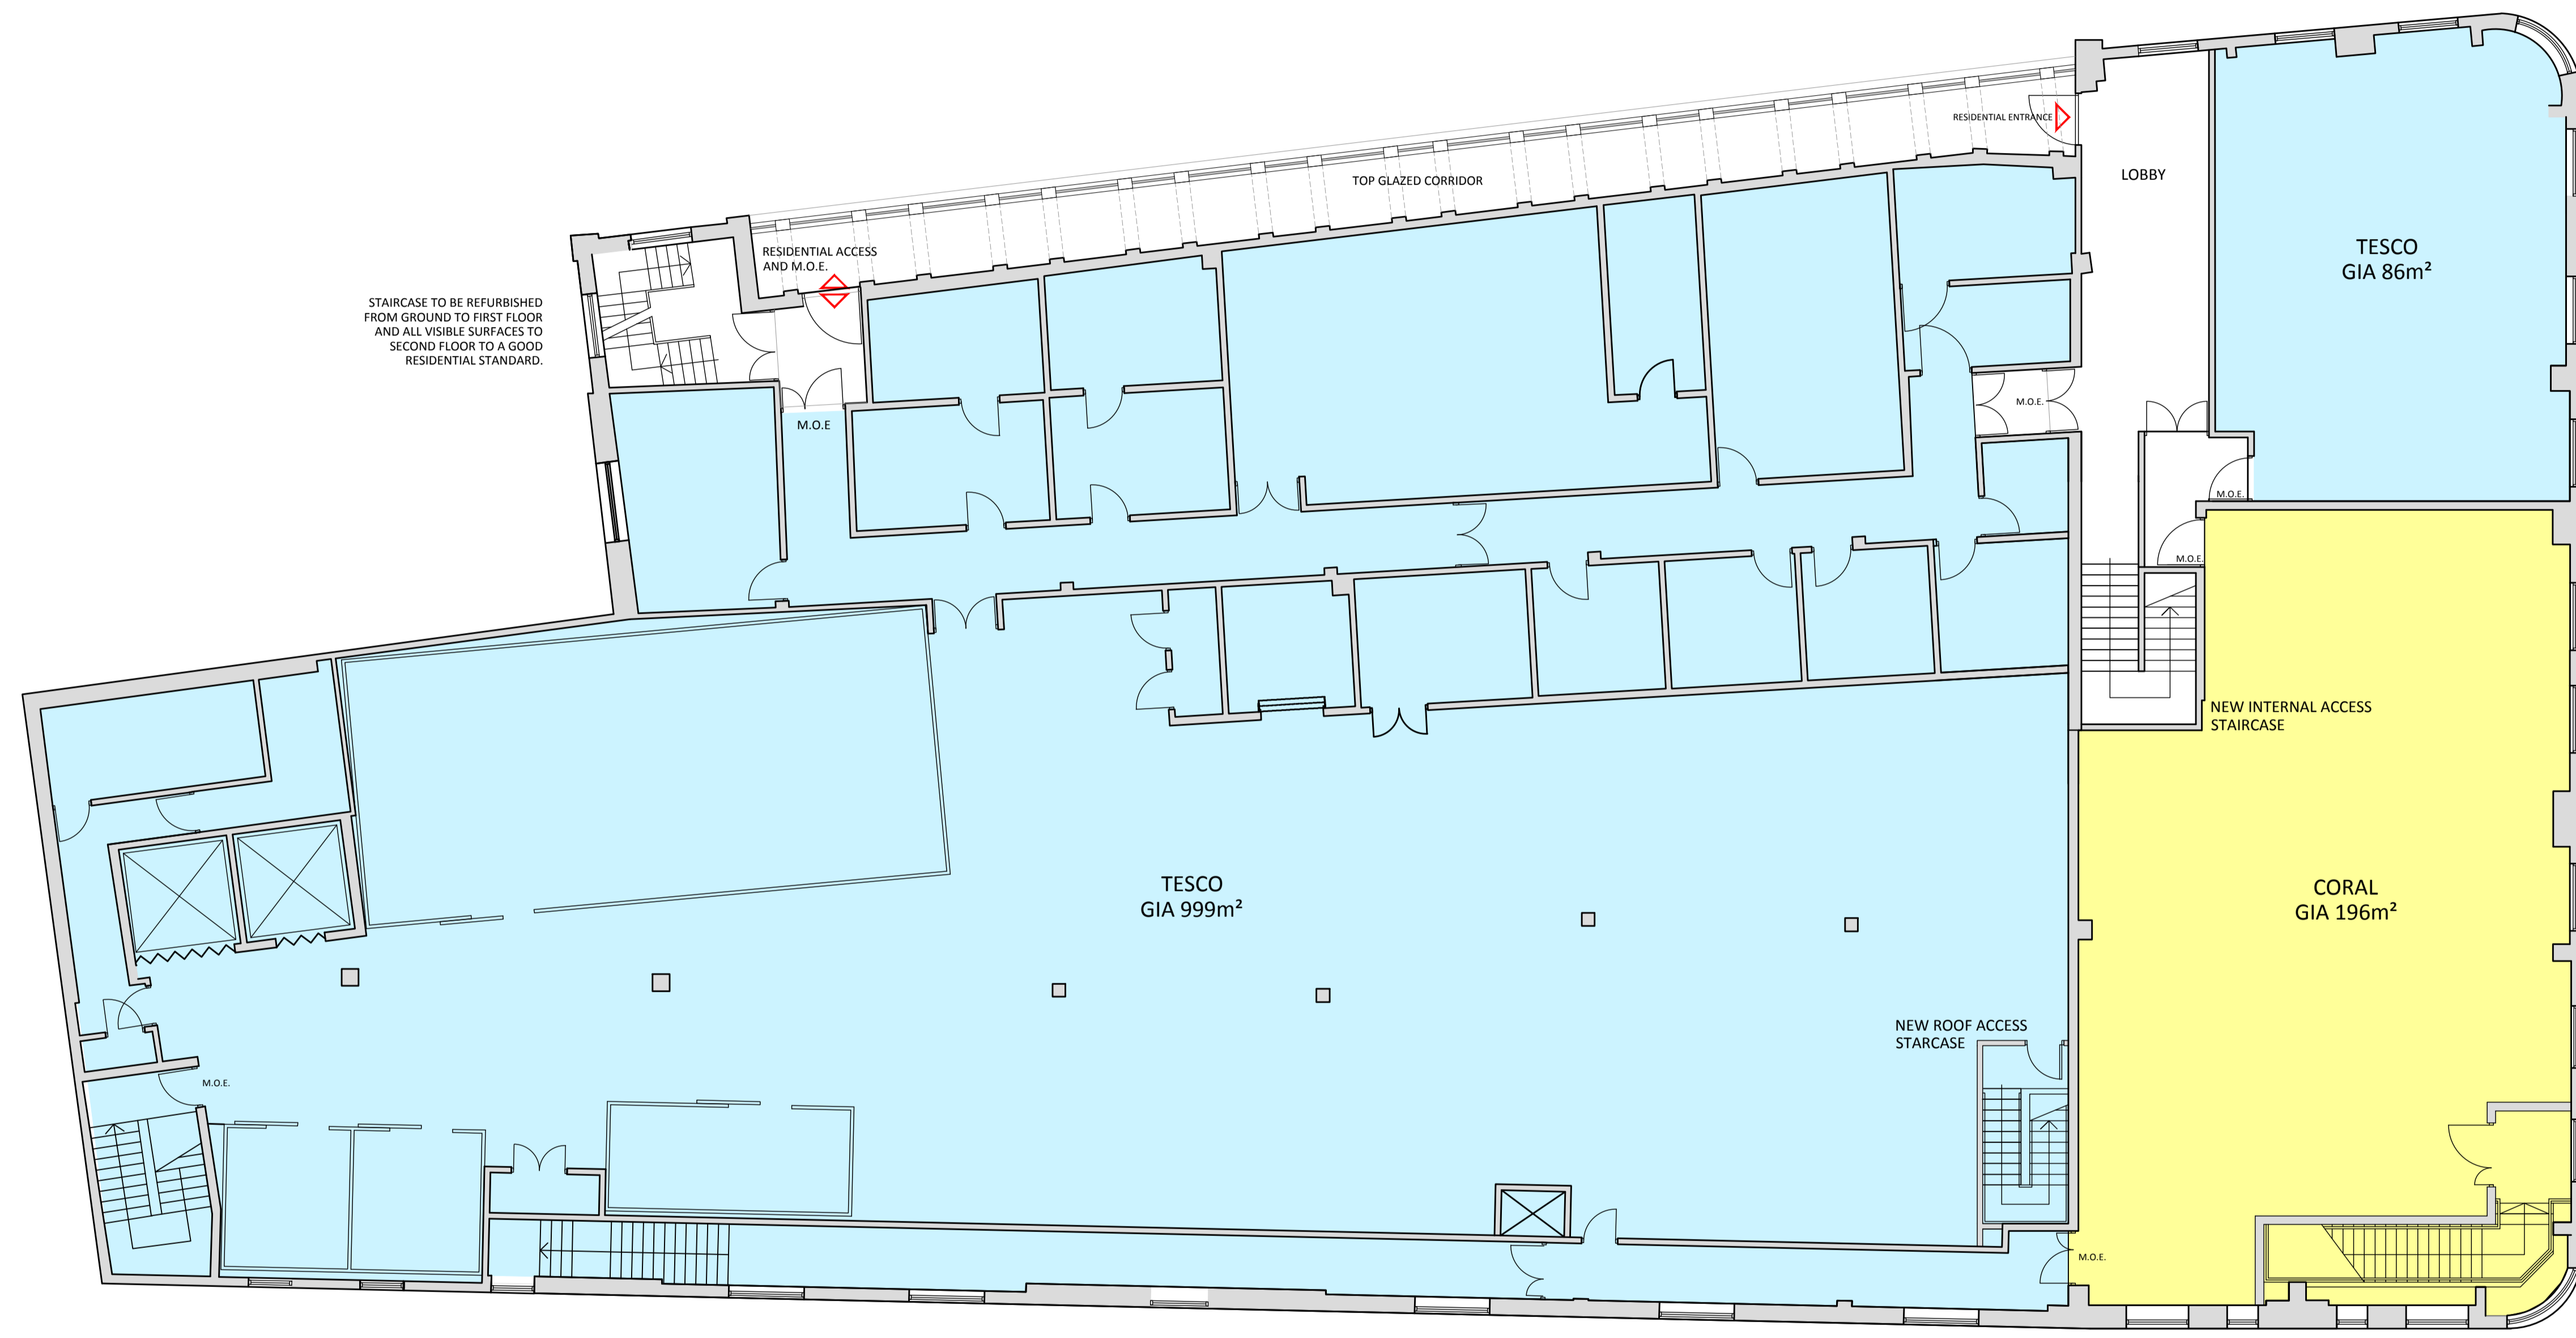 RESIDENTIAL ENTRANCE
LOBBY
TOP GLAZED CORRIDOR
TESCO
GIA 86m²
RESIDENTIAL ACCESS
AND M.O.E.
STAIRCASE TO BE REFURBISHED
FROM GROUND TO FIRST FLOOR
AND ALL VISIBLE SURFACES TO
SECOND FLOOR TO A GOOD
RESIDENTIAL STANDARD.
M.O.E.
M.O.E
M.O.E.
M.O.E.
NEW INTERNAL ACCESS
STAIRCASE
TESCO
GIA 999m²
CORAL
GIA 196m²
NEW ROOF ACCESS
STARCASE
M.O.E.
M.O.E.